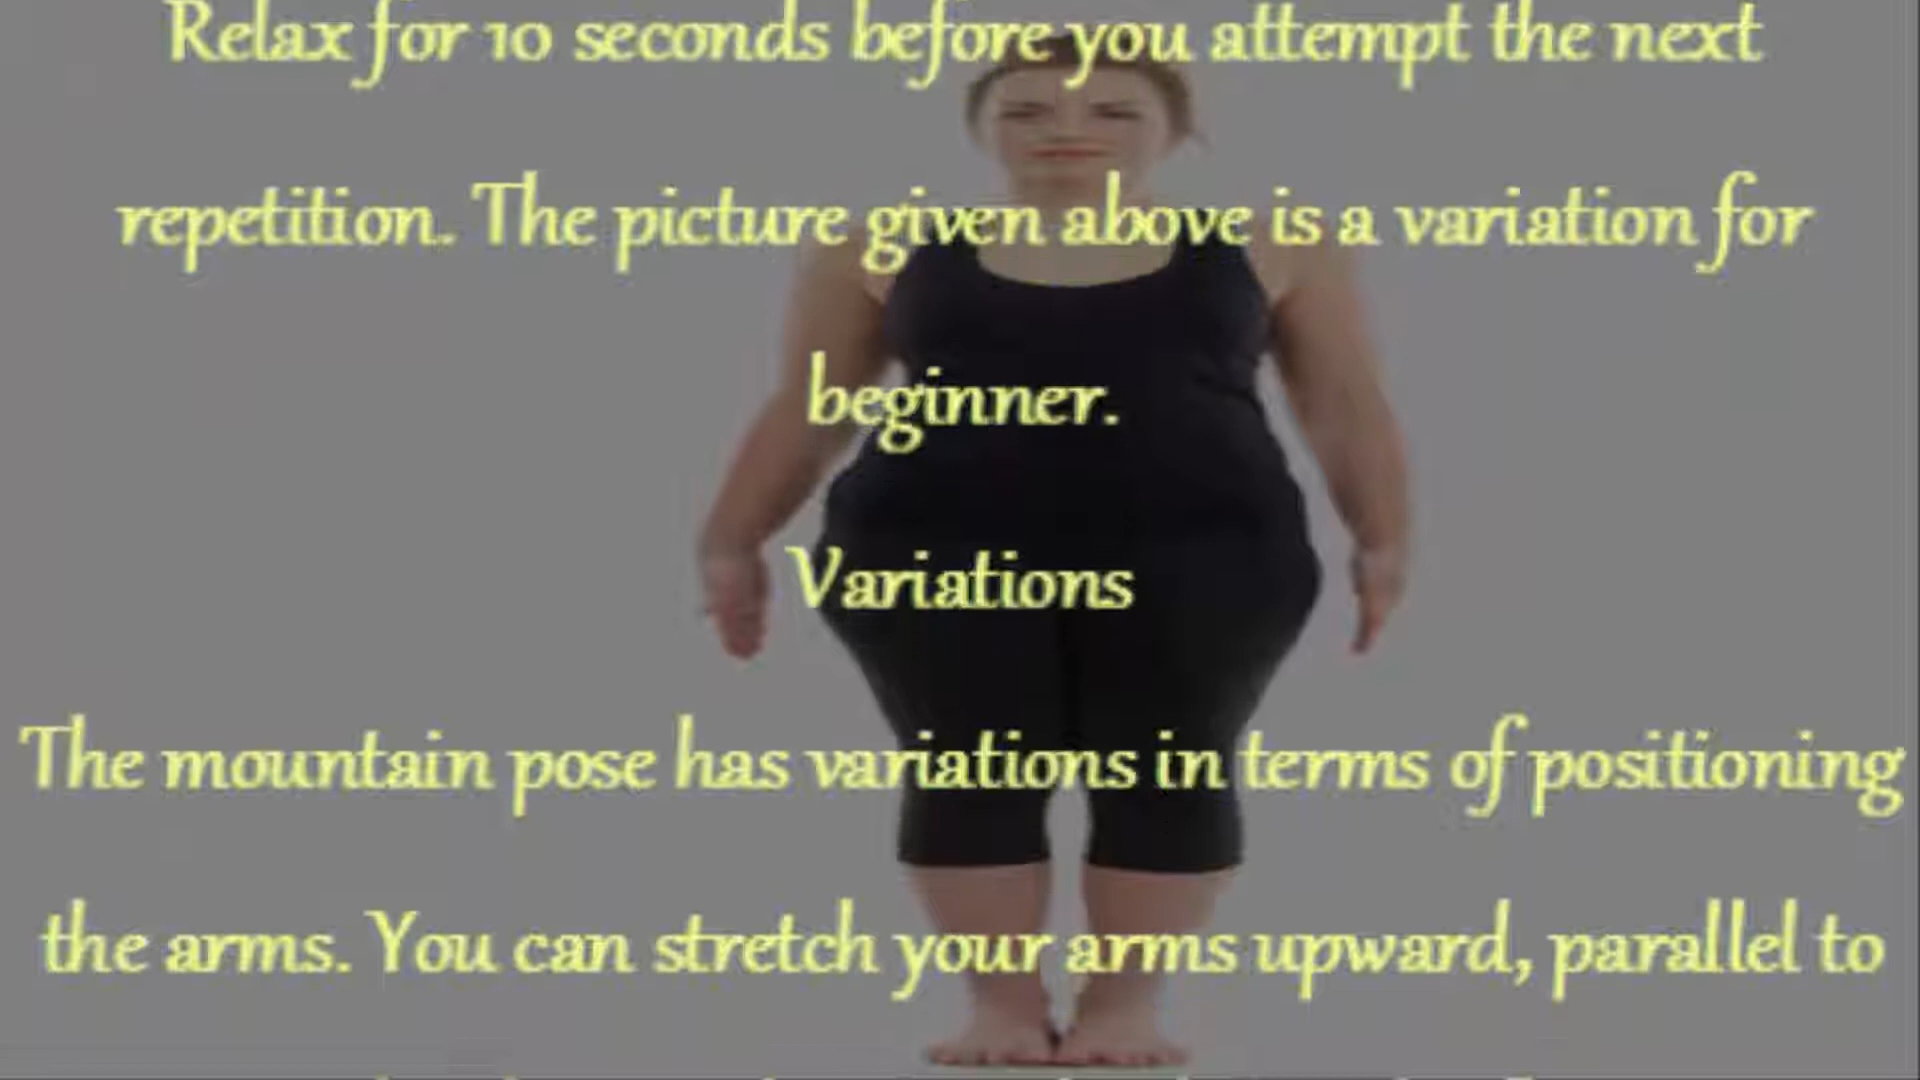 Relax for 10 seconds before you attempt the next
repetition. The picture given above is a variation for
beginner.
Variations
The mountain pose has variations in terms of positioning
the arms. You can stretch your arms upward, parallel to